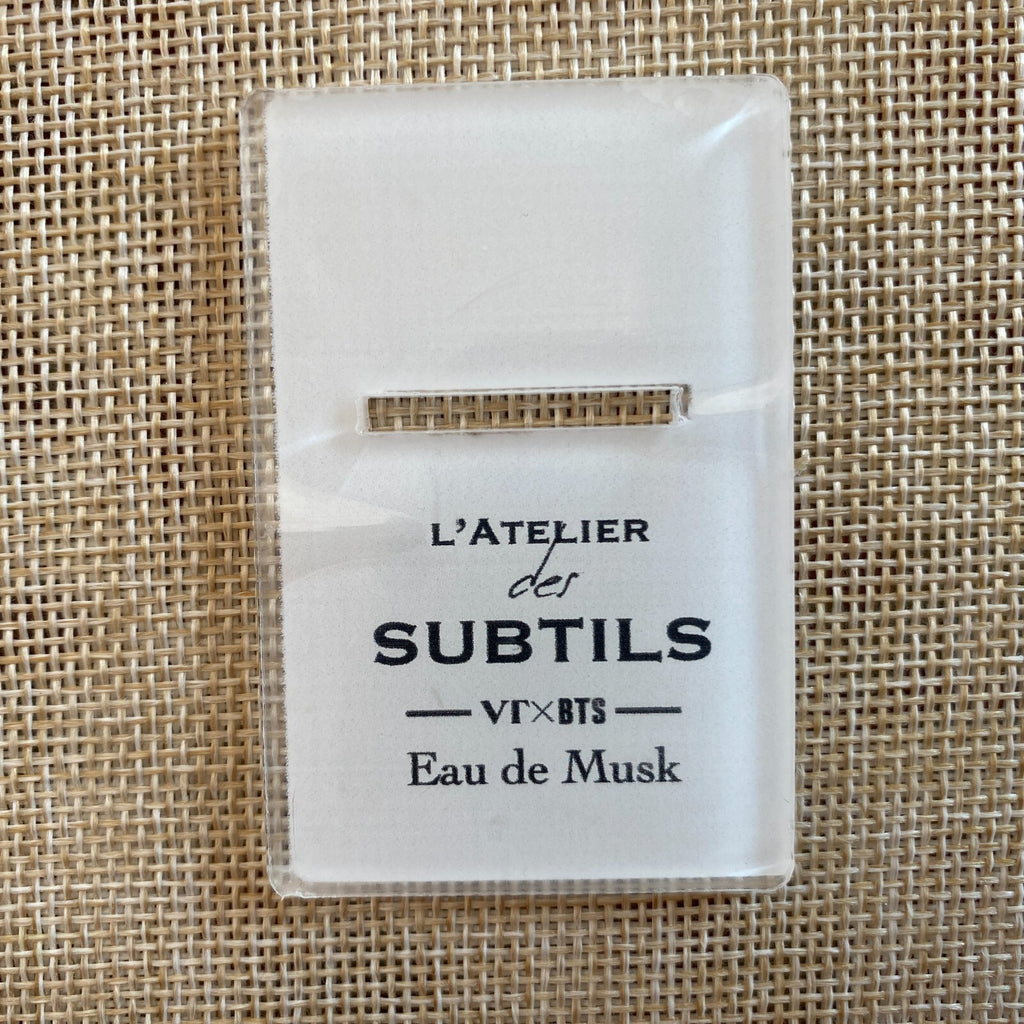 L'ATELIER
des
SUBTILS
VT×BTS
Eau de Musk